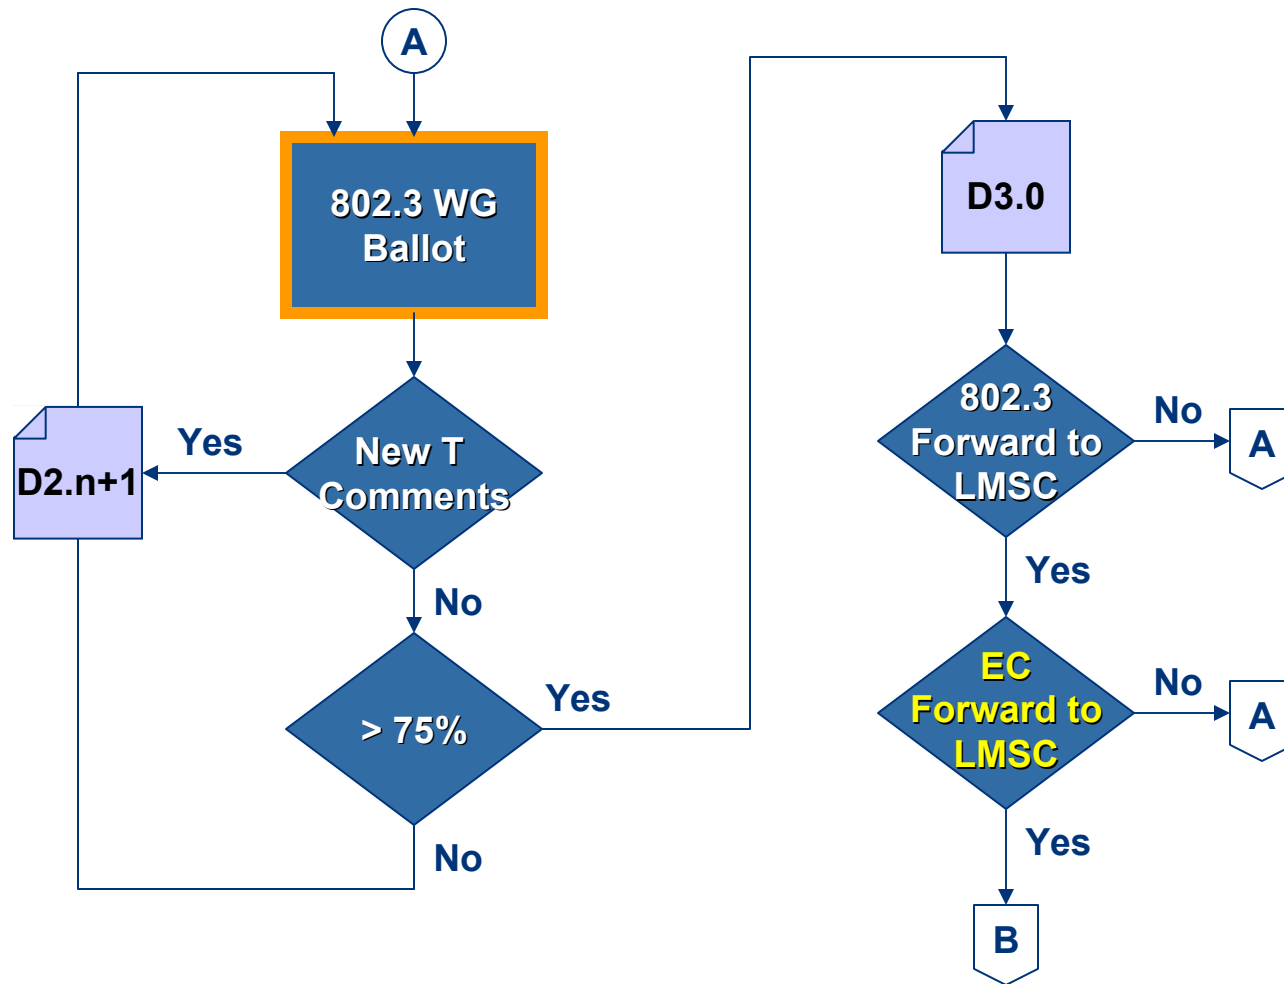 A
802.3 WG
Ballot
New T
Comments
Yes
D2.n+1
No
> 75%
Yes
No
D3.0
802.3
Forward to
LMSC
No
A
Yes
EC
Forward to
LMSC
No
A
Yes
B